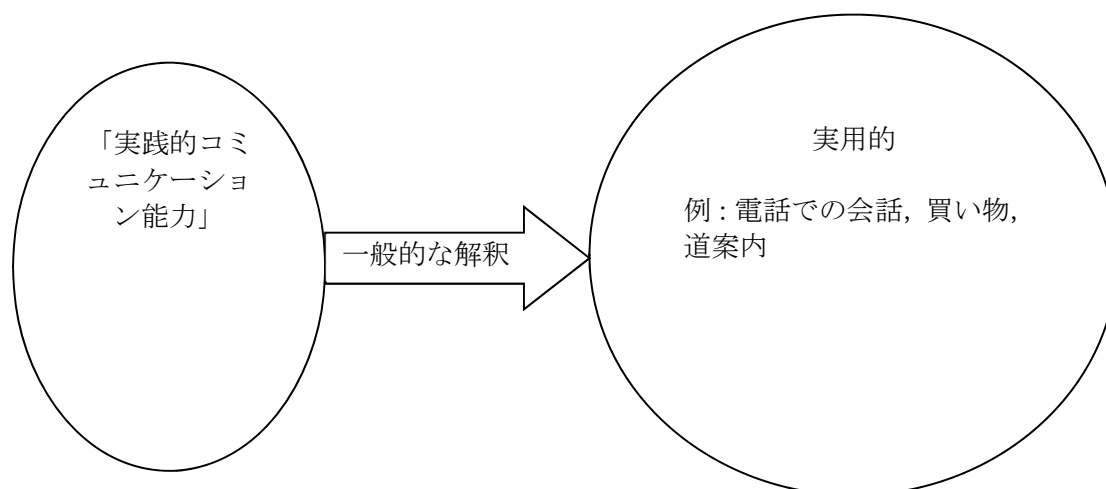 「実践的コミ
ュニケーショ
ン能力」
一般的な解釈
実用的
例 : 電話での会話, 買い物,
道案内